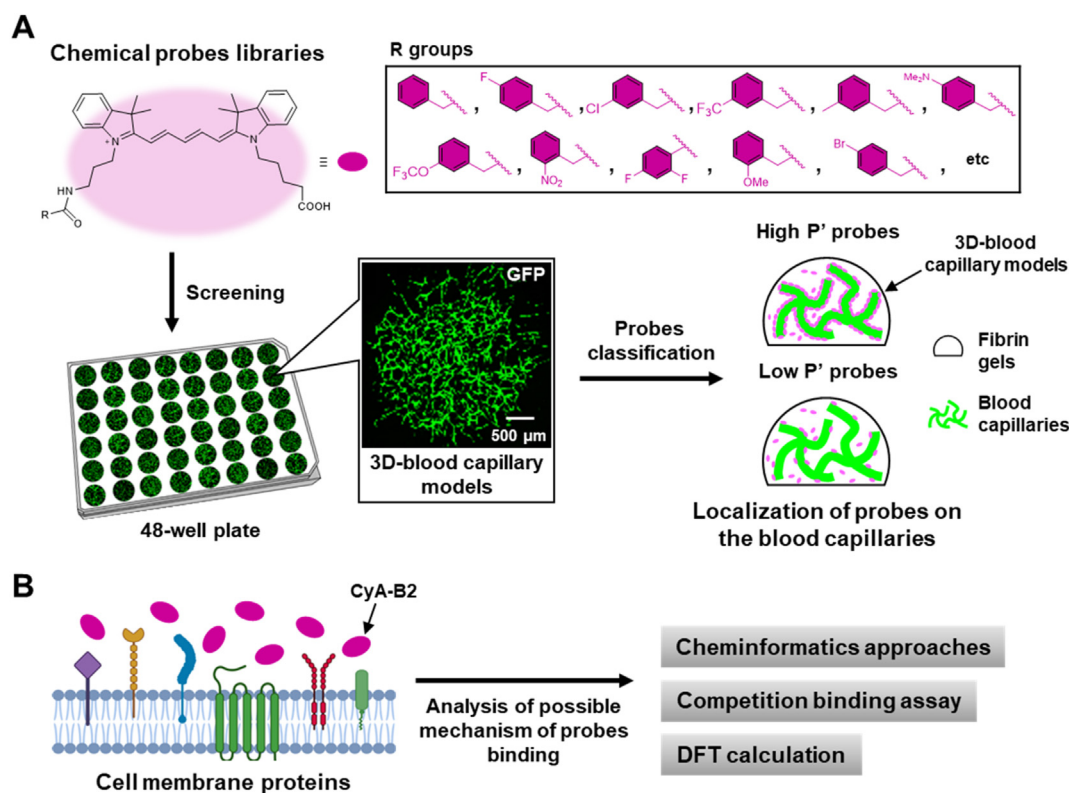 A
Chemical probes libraries
R groups
N
+
N
HN
R
O
COOH
≡
F
,
,
Cl
,
F₃C
,
,
Me₂N
F₃CO
,
NO₂
,
F
F
,
OMe
,
Br
,
etc
Screening
GFP
500 μm
3D-blood capillary
models
48-well plate
Probes
classification
High P' probes
3D-blood
capillary models
Low P' probes
Fibrin
gels
Blood
capillaries
Localization of probes on
the blood capillaries
B
CyA-B2
Cell membrane proteins
Analysis of possible
mechanism of probes
binding
Cheminformatics approaches
Competition binding assay
DFT calculation